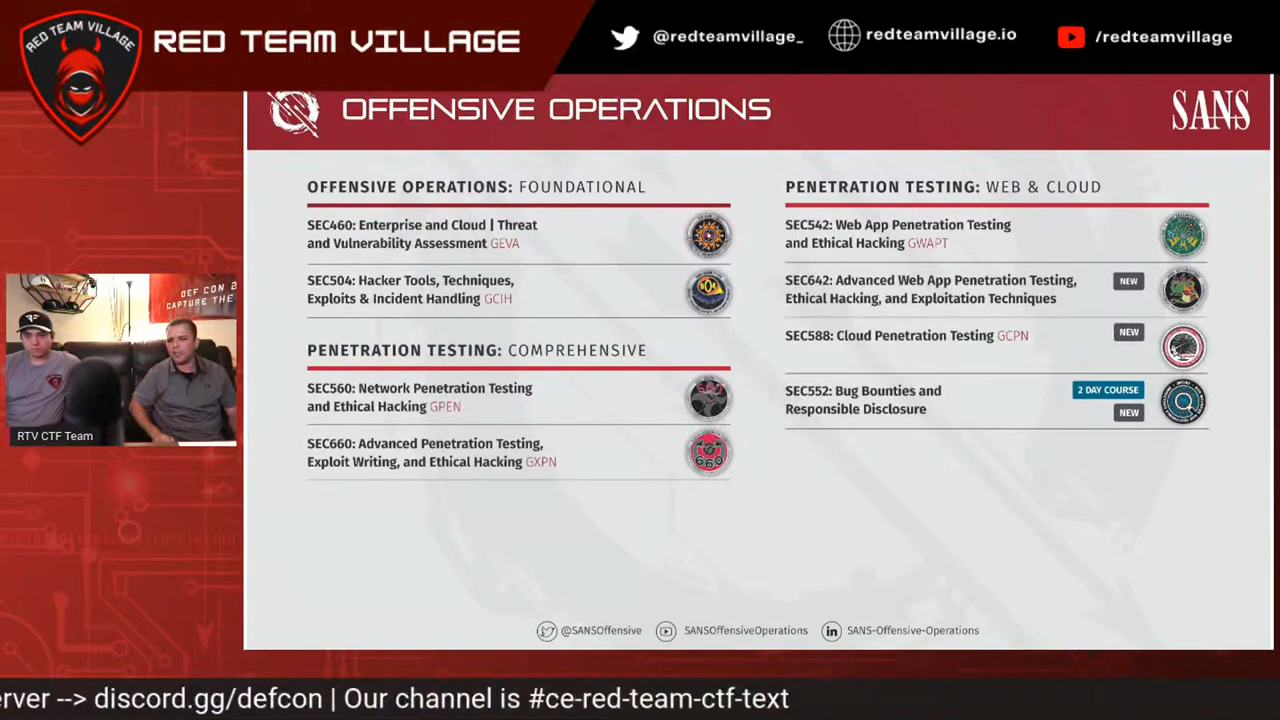 RED TEAM VILLAGE
RED TEAM VILLAGE
@redteamvillage_
redteamvillage.io
/redteamvillage
OFFENSIVE OPERATIONS
SANS
OFFENSIVE OPERATIONS: FOUNDATIONAL
SEC460: Enterprise and Cloud | Threat
and Vulnerability Assessment GEVA
SEC504: Hacker Tools, Techniques,
Exploits & Incident Handling GCIH
504
PENETRATION TESTING: COMPREHENSIVE
SEC560: Network Penetration Testing
and Ethical Hacking GPEN
SEC660: Advanced Penetration Testing,
Exploit Writing, and Ethical Hacking GXPN
660
PENETRATION TESTING: WEB & CLOUD
SEC542: Web App Penetration Testing
and Ethical Hacking GWAPT
SEC642: Advanced Web App Penetration Testing,
Ethical Hacking, and Exploitation Techniques
NEW
SEC588: Cloud Penetration Testing GCPN
NEW
SEC552: Bug Bounties and
Responsible Disclosure
2 DAY COURSE
NEW
DEF CON 2
CAPTURE THE
RTV CTF Team
@SANSOffensive
SANSOffensiveOperations
SANS-Offensive-Operations
erver --> discord.gg/defcon | Our channel is #ce-red-team-ctf-text